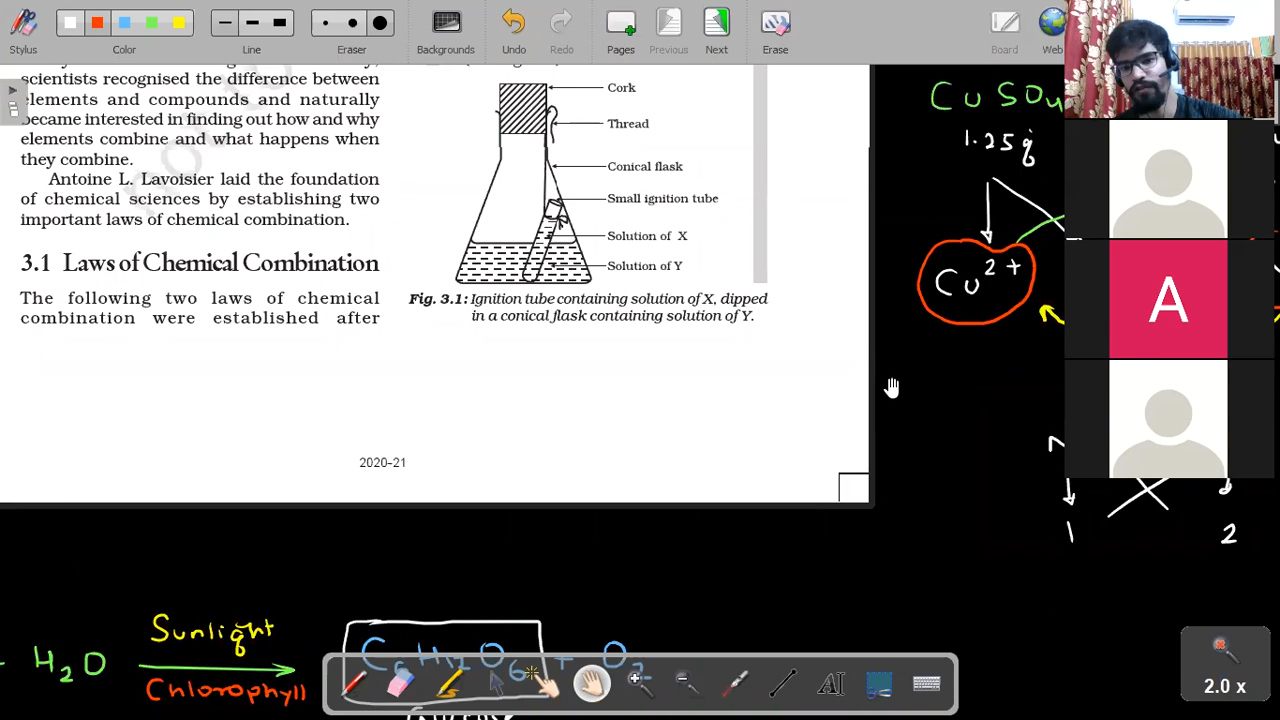 Stylus
Color
Line
Eraser
Backgrounds
Undo
Redo
Pages
Previous
Next
Erase
Board
Web
scientists recognised the difference between
elements and compounds and naturally
became interested in finding out how and why
elements combine and what happens when
they combine.
Antoine L. Lavoisier laid the foundation
of chemical sciences by establishing two
important laws of chemical combination.
3.1 Laws of Chemical Combination
The following two laws of chemical
combination were established after
Cork
Thread
Conical flask
Small ignition tube
Solution of X
Solution of Y
Fig. 3.1: Ignition tube containing solution of X, dipped
in a conical flask containing solution of Y.
2020-21
CuSO4
1.25g
Cu2+
A
1
2
H2O
Sunlight
Chlorophyll
C6H12O6 + O2
2.0 x